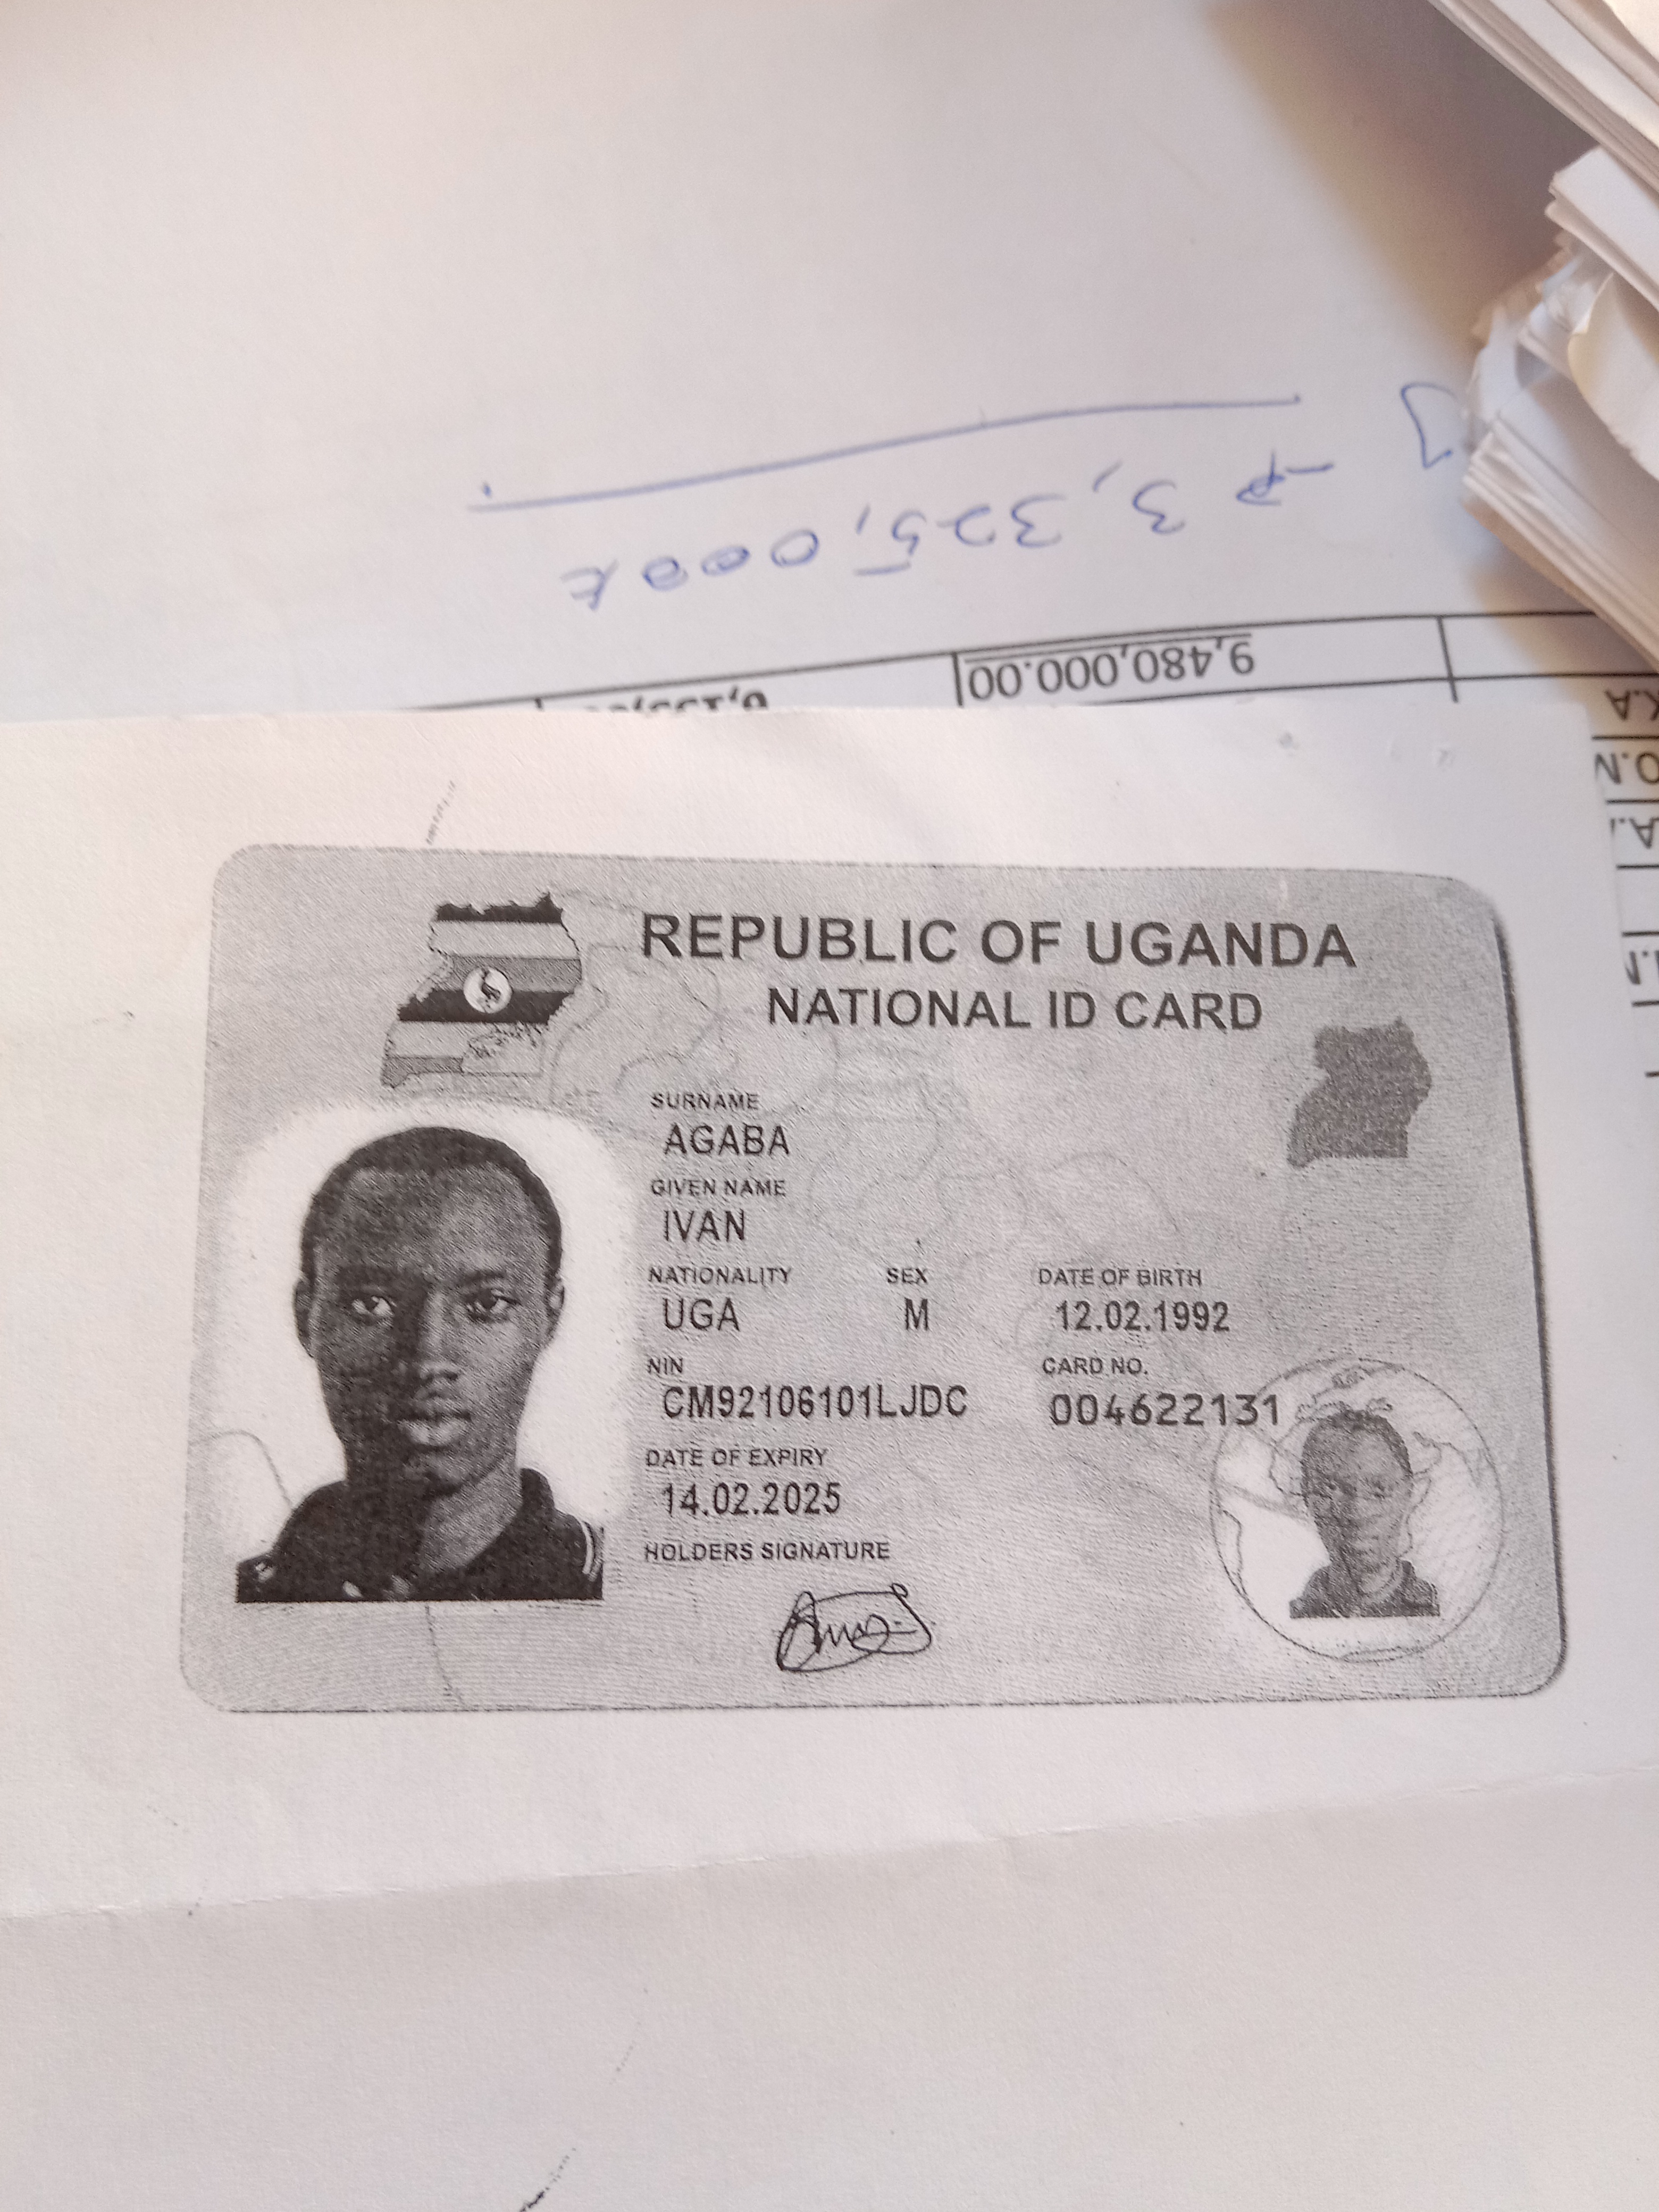 → 3,325,000/=
9,480,000.00
REPUBLIC OF UGANDA
NATIONAL ID CARD
SURNAME
AGABA
GIVEN NAME
IVAN
NATIONALITY SEX DATE OF BIRTH
UGA M 12.02.1992
NIN CARD NO.
CM92106101LJDC 004622131
DATE OF EXPIRY
14.02.2025
HOLDERS SIGNATURE